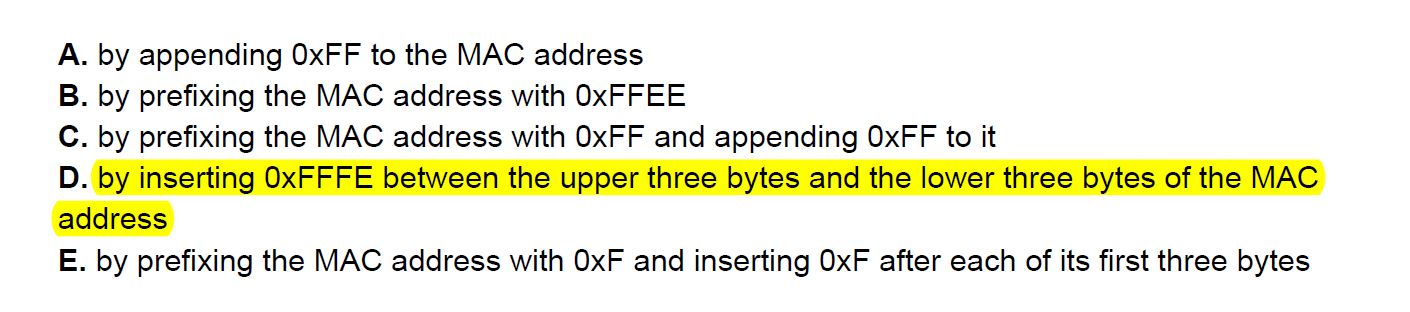 A. by appending 0xFF to the MAC address
B. by prefixing the MAC address with 0xFFEE
C. by prefixing the MAC address with 0xFF and appending 0xFF to it
D. by inserting 0xFFFE between the upper three bytes and the lower three bytes of the MAC
address
E. by prefixing the MAC address with 0xF and inserting 0xF after each of its first three bytes